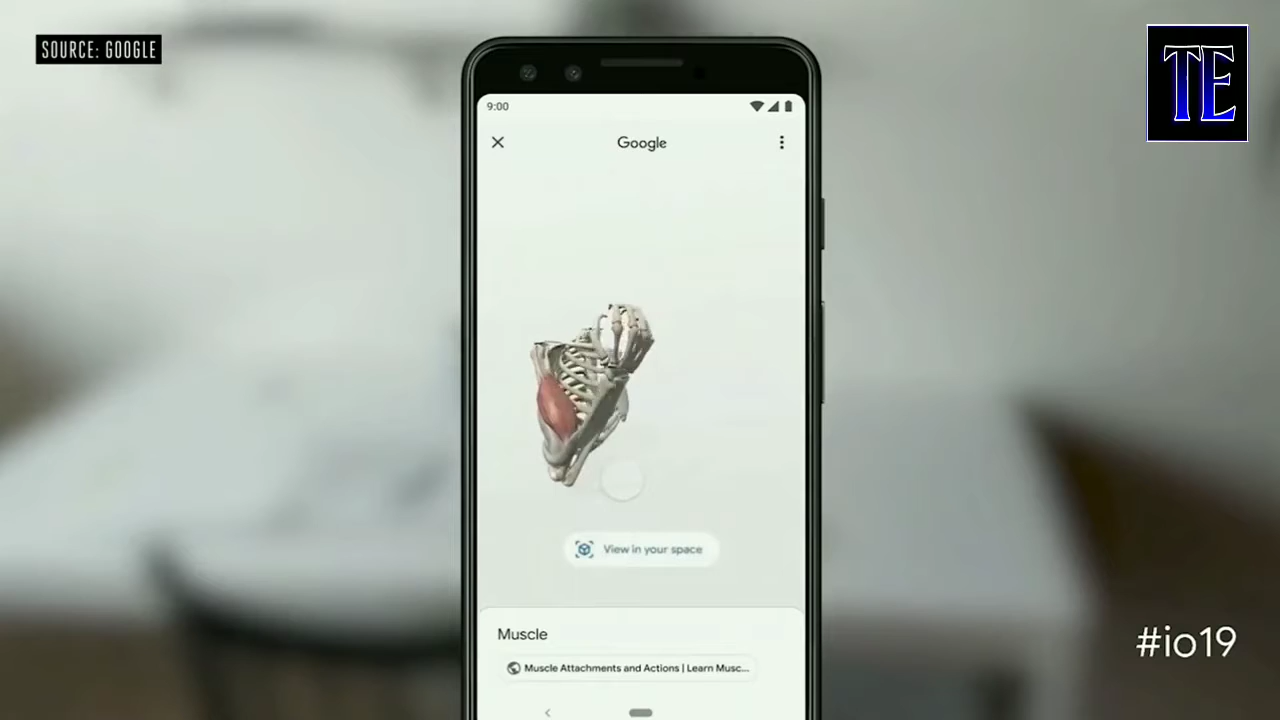 SOURCE: GOOGLE
TE
9:00
Google
View in your space
Muscle
Muscle Attachments and Actions | Learn Musc...
#io19